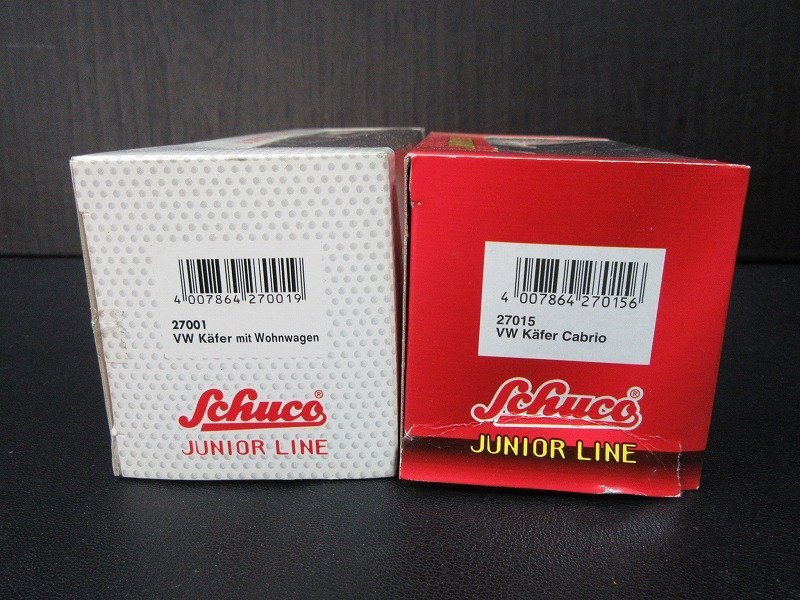 4 007864 270019
27001
VW Käfer mit Wohnwagen
Schuco®
JUNIOR LINE
4 007864 270156
27015
VW Käfer Cabrio
Schuco®
JUNIOR LINE